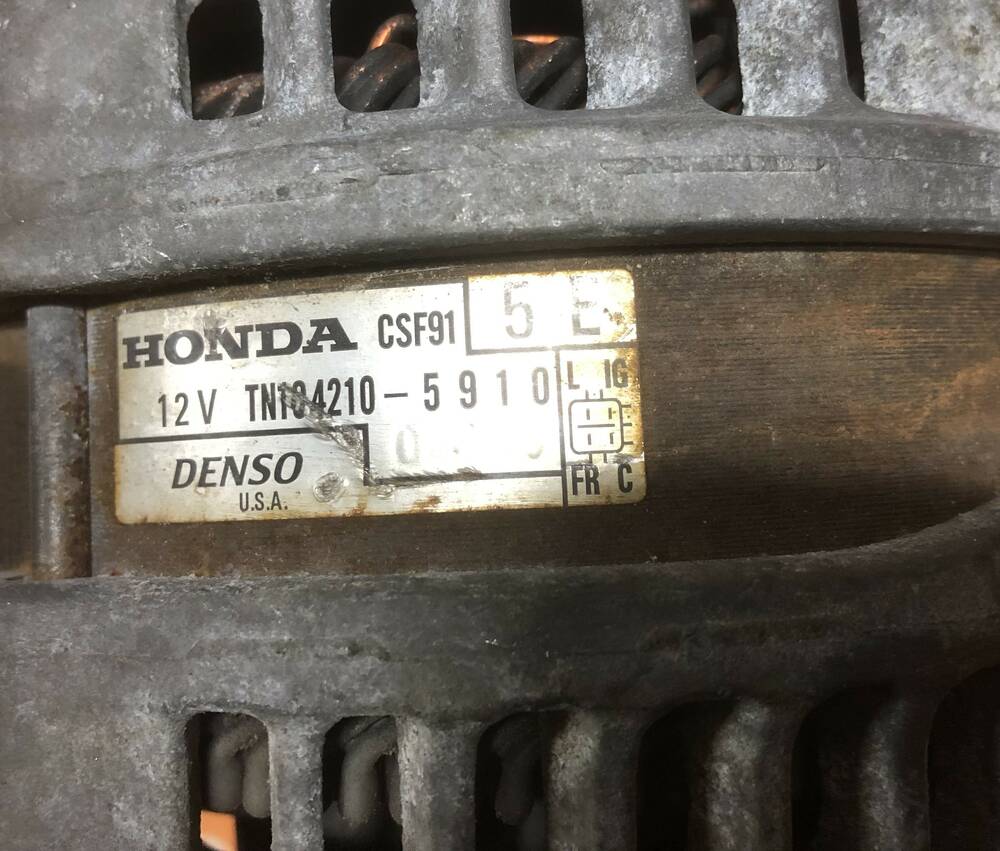 HONDA CSF91 5 E
12V TN104210-5910
L IG
DENSO
U.S.A.
FR C